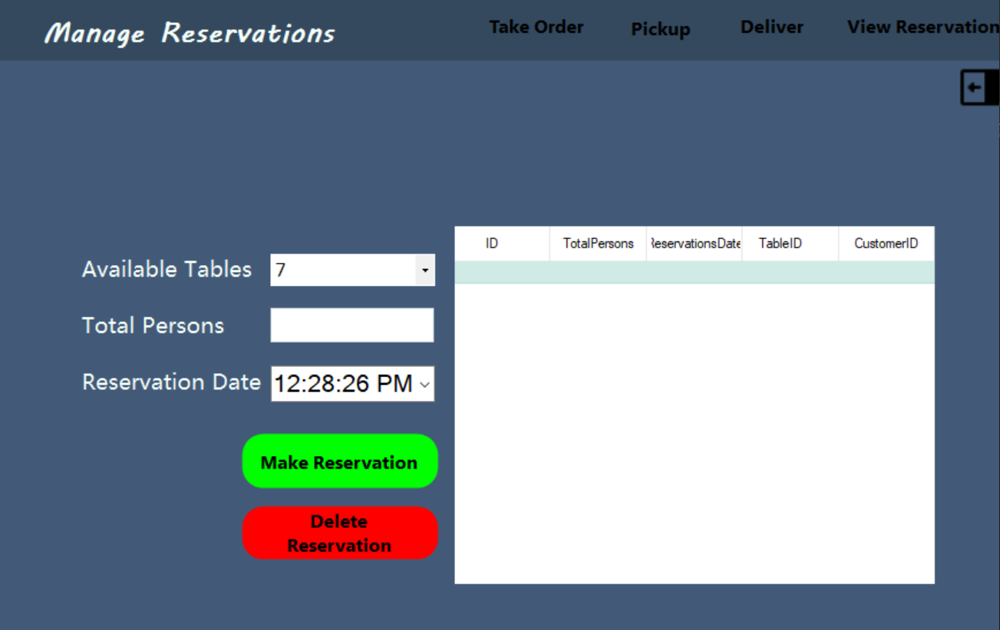 Manage Reservations
Take Order
Pickup
Deliver
View Reservation
ID
TotalPersons
ReservationsDate
TableID
CustomerID
Available Tables
7
Total Persons
Reservation Date
12:28:26 PM
Make Reservation
Delete
Reservation